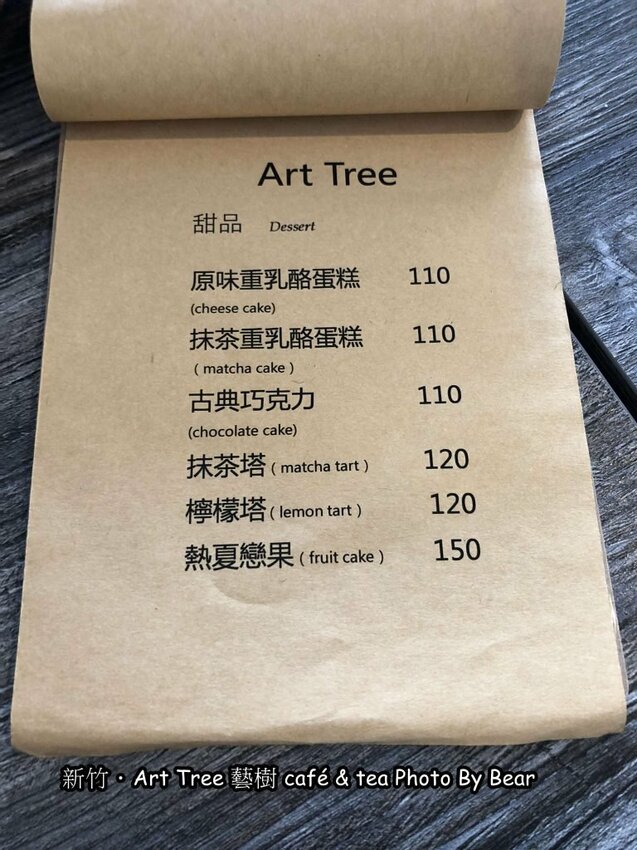 Art Tree
甜品 Dessert
原味重乳酪蛋糕 110
(cheese cake)
抹茶重乳酪蛋糕 110
( matcha cake )
古典巧克力 110
(chocolate cake)
抹茶塔 ( matcha tart ) 120
檸檬塔 ( lemon tart ) 120
熱夏戀果 ( fruit cake ) 150
新竹・Art Tree 藝樹 café & tea Photo By Bear